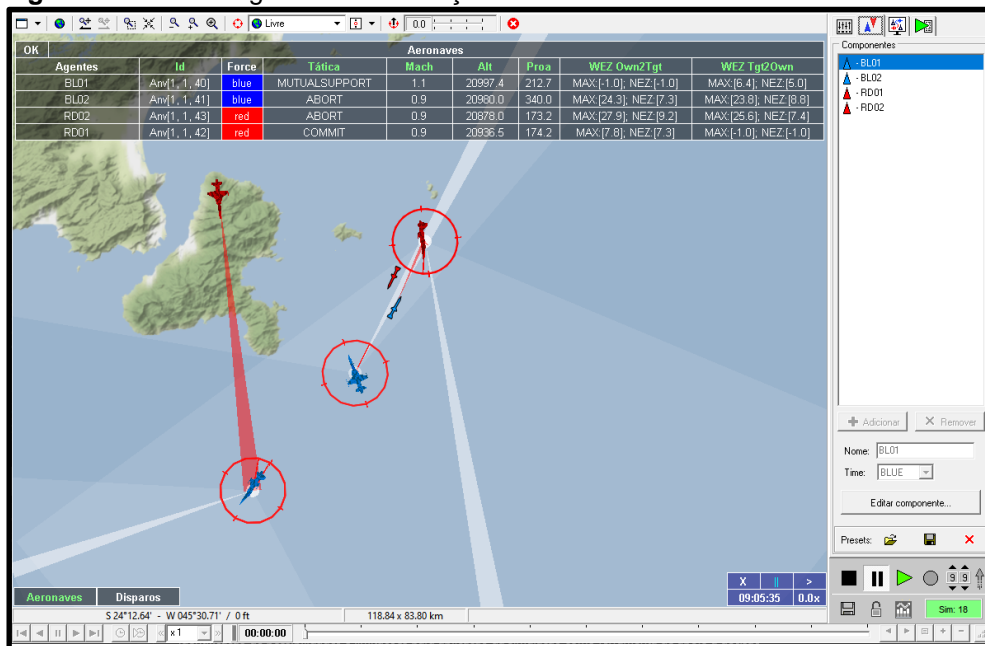 Livre
0.0
OK Aeronaves
Agentes Id Force Tática Mach Alt Proa WEZ Own2Tgt WEZ Tgt2Own
BL01 Anv[1, 1, 40] blue MUTUALSUPPORT 1.1 20997.4 212.7 MAX:[-1.0]; NEZ:[-1.0] MAX:[6.4]; NEZ:[5.0]
BL02 Anv[1, 1, 41] blue ABORT 0.9 20980.0 340.0 MAX:[24.3]; NEZ:[7.3] MAX:[23.8]; NEZ:[8.8]
RD02 Anv[1, 1, 43] red ABORT 0.9 20878.0 173.2 MAX:[27.9]; NEZ:[9.2] MAX:[25.6]; NEZ:[7.4]
RD01 Anv[1, 1, 42] red COMMIT 0.9 20936.5 174.2 MAX:[7.8]; NEZ:[7.3] MAX:[-1.0]; NEZ:[-1.0]
Componentes
- BL01
- BL02
- RD01
- RD02
Adicionar Remover
Nome: BL01
Time: BLUE
Editar componente...
Presets:
9 9
Sim: 18
X || >
09:05:35 0.0x
Aeronaves Disparos
S 24°12.64' - W 045°30.71' / 0 ft 118.84 x 83.80 km
x 1 00:00:00